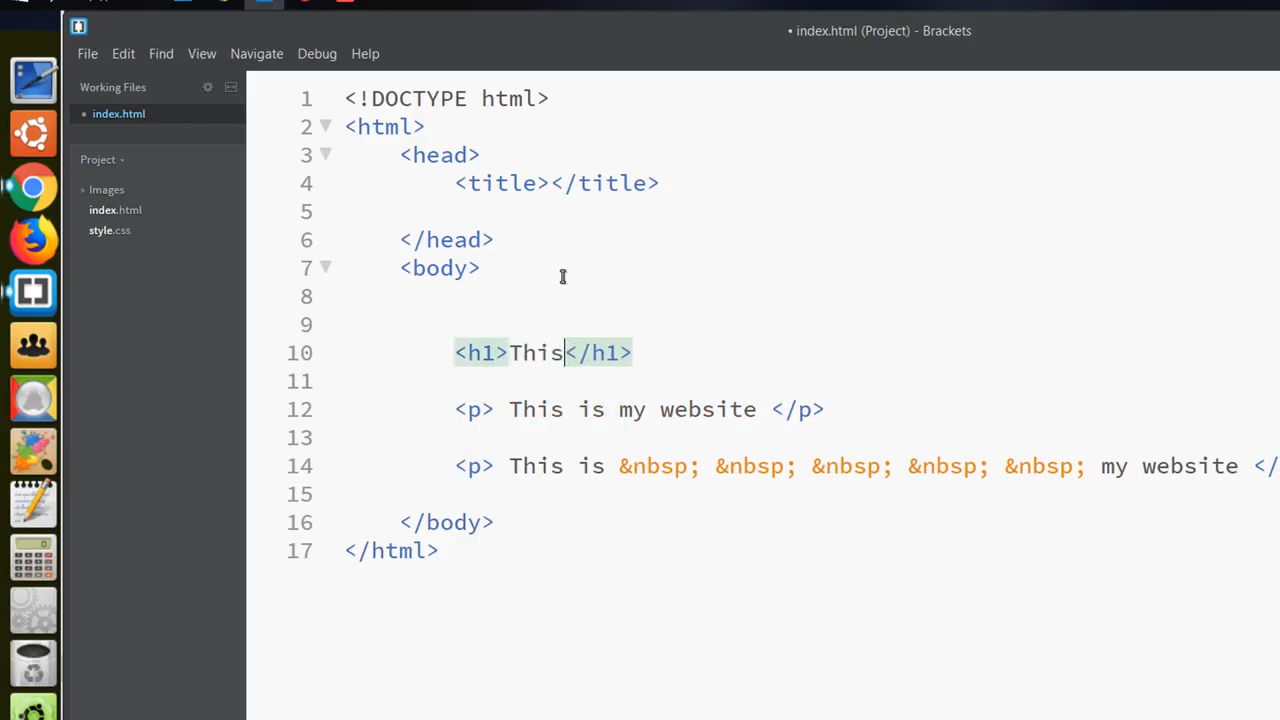 • index.html (Project) - Brackets
File Edit Find View Navigate Debug Help
Working Files
• index.html
Project
Images
index.html
style.css
1 <!DOCTYPE html>
2 <html>
3 <head>
4 <title></title>
5
6 </head>
7 <body>
8
9
10 <h1>This</h1>
11
12 <p> This is my website </p>
13
14 <p> This is &nbsp; &nbsp; &nbsp; &nbsp; &nbsp; my website </
15
16 </body>
17 </html>